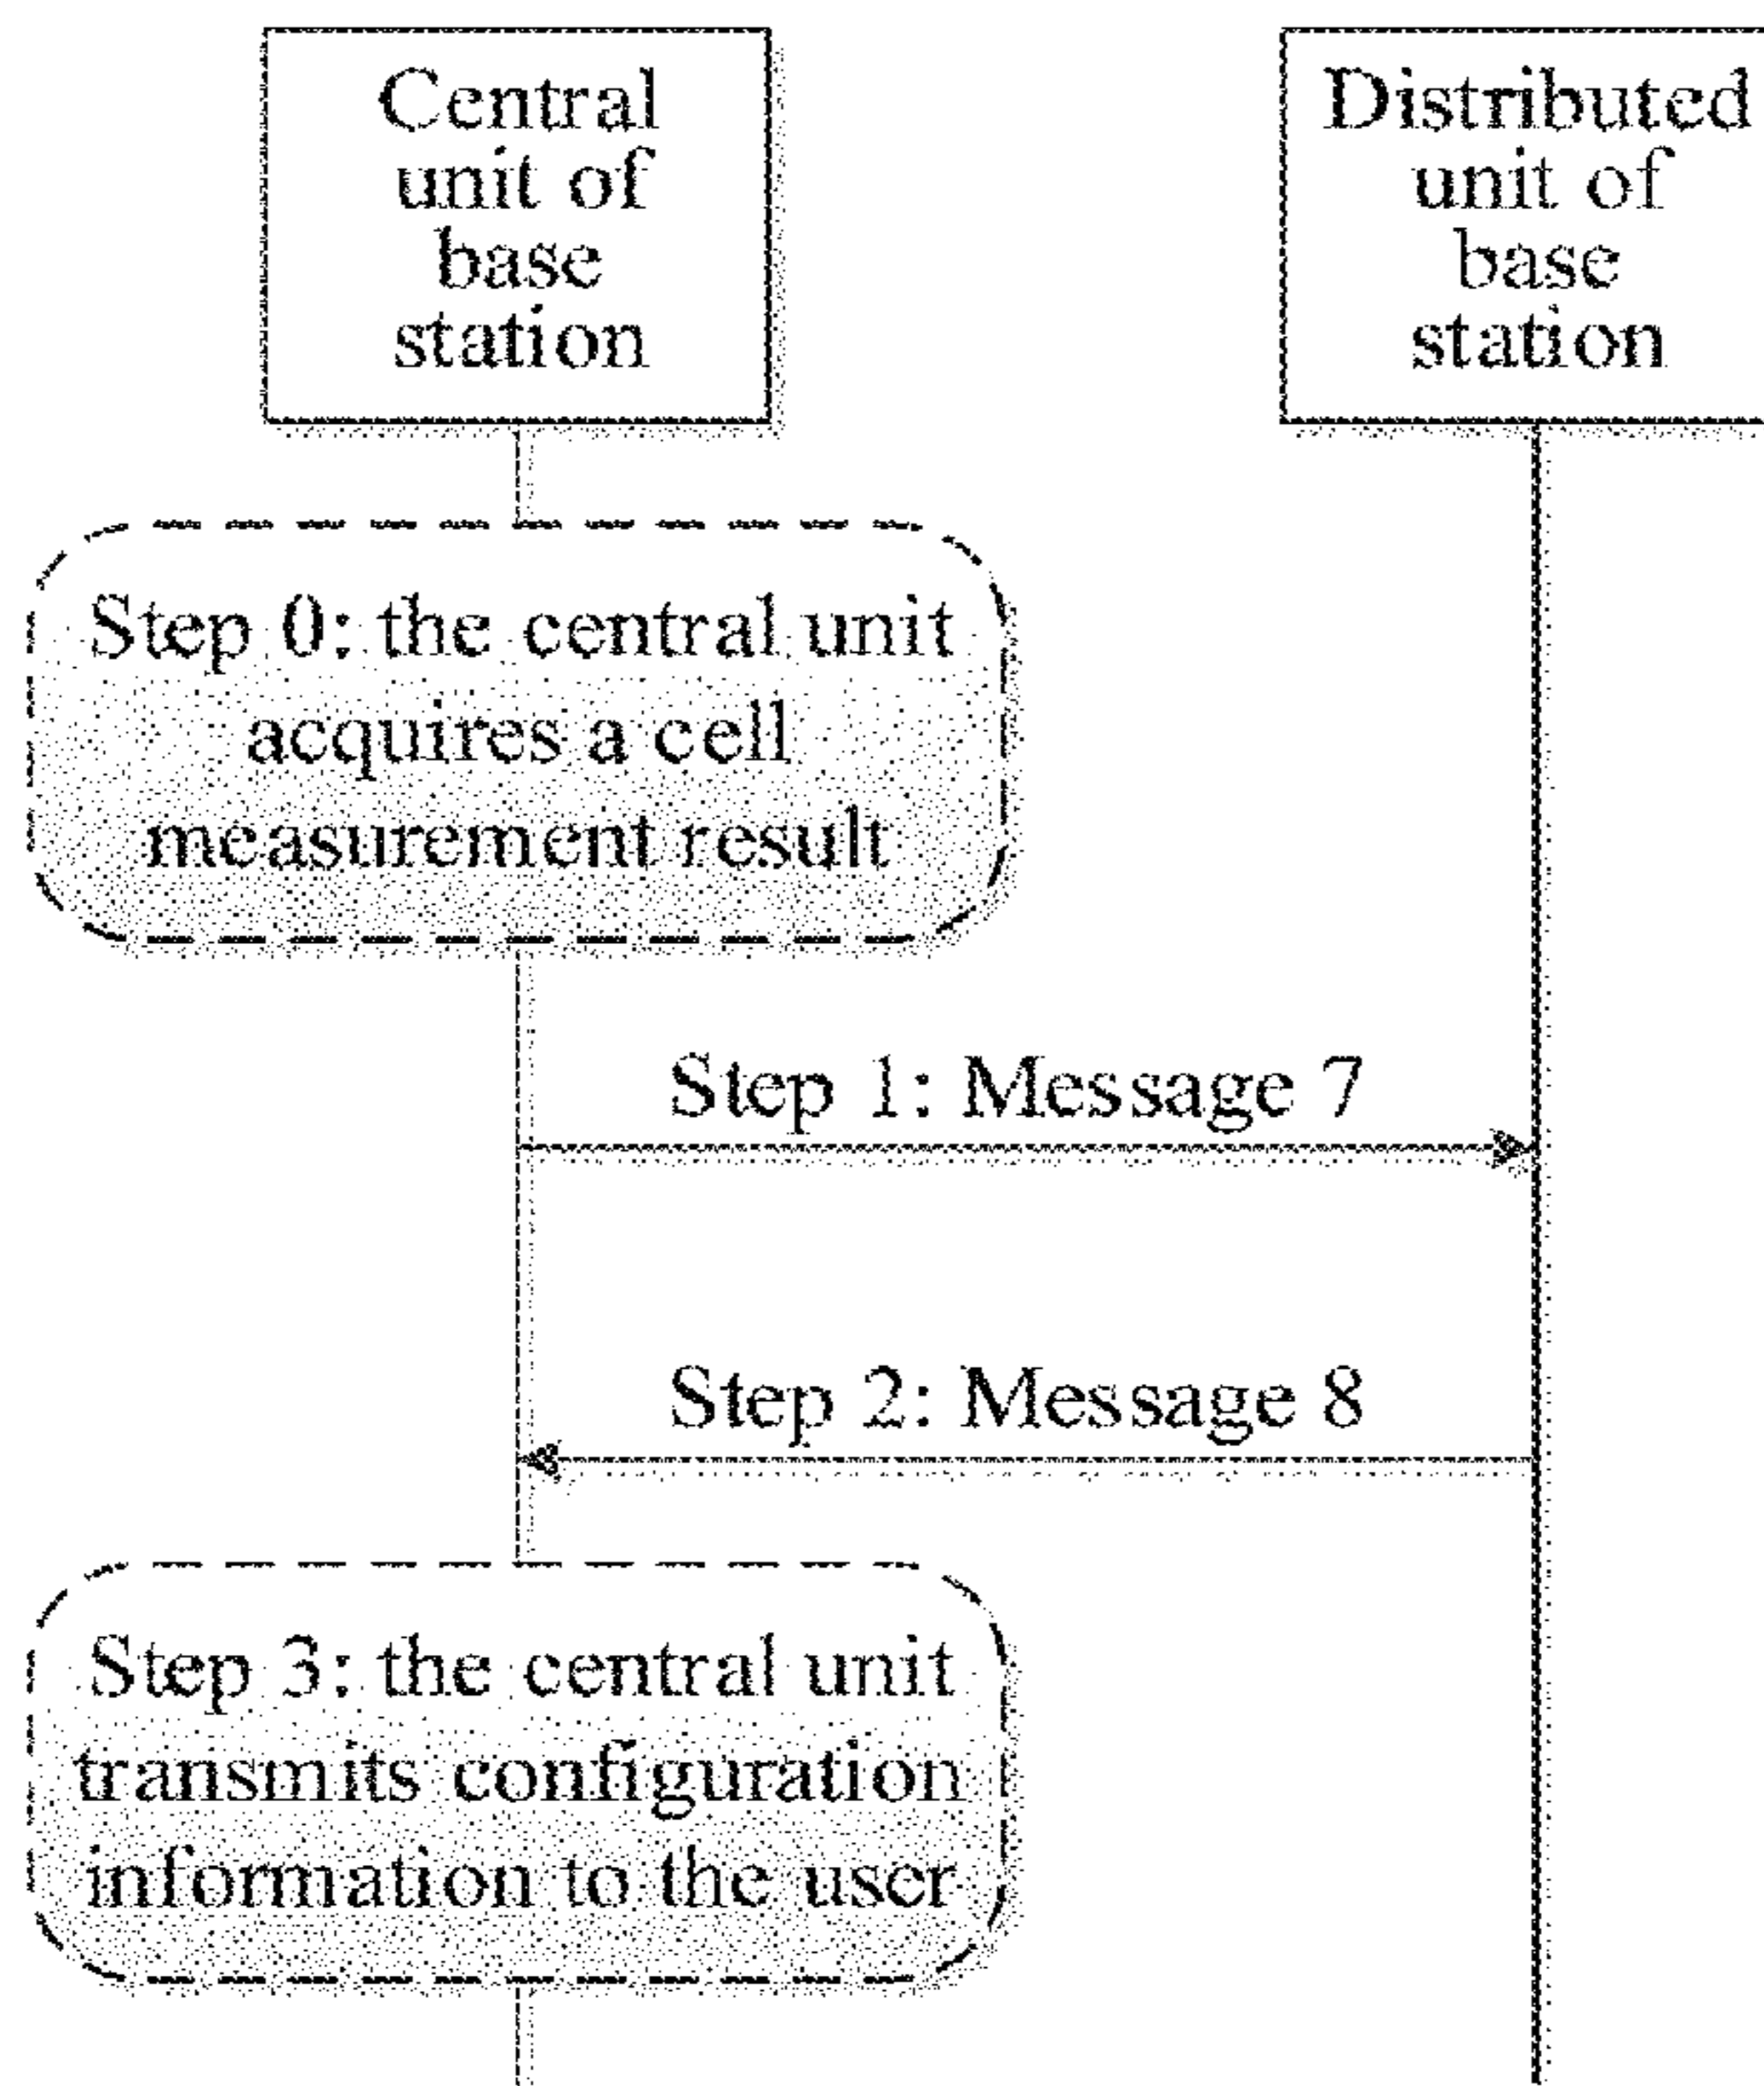 Central
unit of
base
station
Distributed
unit of
base
station
Step 0: the central unit
acquires a cell
measurement result
Step 1: Message 7
Step 2: Message 8
Step 3: the central unit
transmits configuration
information to the user